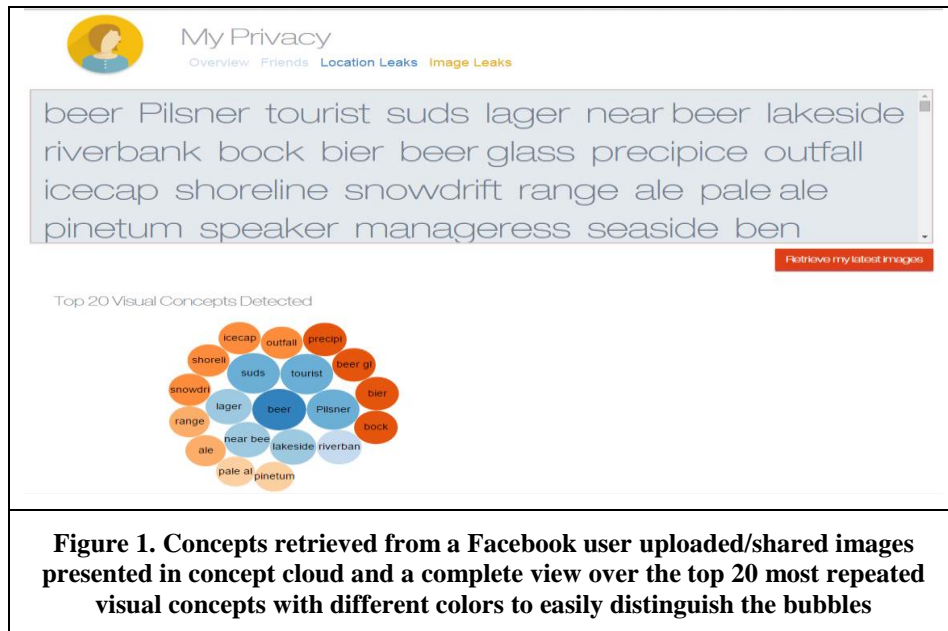 My Privacy
Overview Friends Location Leaks Image Leaks
beer Pilsner tourist suds lager near beer lakeside
riverbank bock bier beer glass precipice outfall
icecap shoreline snowdrift range ale pale ale
pinetum speaker manageress seaside ben
Retrieve my latest images
Top 20 Visual Concepts Detected
icecap outfall precipi
shoreli suds tourist beer gl
snowdri lager beer Pilsner bier
range bock
ale near bee lakeside riverban
pale al pinetum
Figure 1. Concepts retrieved from a Facebook user uploaded/shared images
presented in concept cloud and a complete view over the top 20 most repeated
visual concepts with different colors to easily distinguish the bubbles